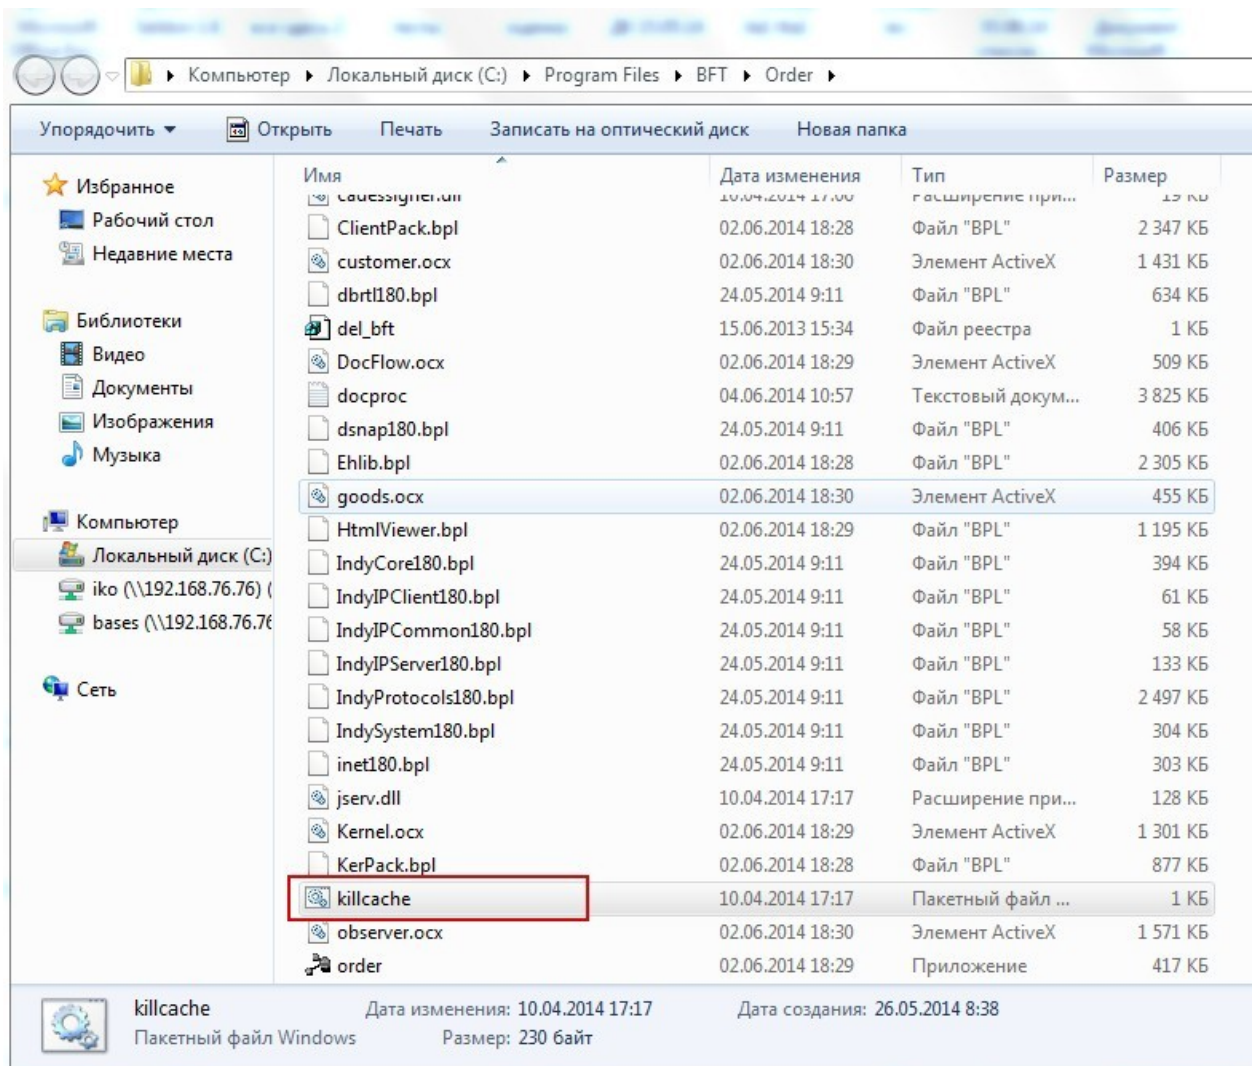 Компьютер ▸ Локальный диск (C:) ▸ Program Files ▸ BFT ▸ Order ▸
Упорядочить Открыть Печать Записать на оптический диск Новая папка
Имя Дата изменения Тип Размер
Избранное
Рабочий стол
Недавние места
Библиотеки
Видео
Документы
Изображения
Музыка
Компьютер
Локальный диск (C:)
iko (\\192.168.76.76) (
bases (\\192.168.76.76
Сеть
cadessigner.dll 10.04.2014 17:00 Расширение при... 19 КБ
ClientPack.bpl 02.06.2014 18:28 Файл "BPL" 2 347 КБ
customer.ocx 02.06.2014 18:30 Элемент ActiveX 1 431 КБ
dbrtl180.bpl 24.05.2014 9:11 Файл "BPL" 634 КБ
del_bft 15.06.2013 15:34 Файл реестра 1 КБ
DocFlow.ocx 02.06.2014 18:29 Элемент ActiveX 509 КБ
docproc 04.06.2014 10:57 Текстовый докум... 3 825 КБ
dsnap180.bpl 24.05.2014 9:11 Файл "BPL" 406 КБ
Ehlib.bpl 02.06.2014 18:28 Файл "BPL" 2 305 КБ
goods.ocx 02.06.2014 18:30 Элемент ActiveX 455 КБ
HtmlViewer.bpl 02.06.2014 18:29 Файл "BPL" 1 195 КБ
IndyCore180.bpl 24.05.2014 9:11 Файл "BPL" 394 КБ
IndyIPClient180.bpl 24.05.2014 9:11 Файл "BPL" 61 КБ
IndyIPCommon180.bpl 24.05.2014 9:11 Файл "BPL" 58 КБ
IndyIPServer180.bpl 24.05.2014 9:11 Файл "BPL" 133 КБ
IndyProtocols180.bpl 24.05.2014 9:11 Файл "BPL" 2 497 КБ
IndySystem180.bpl 24.05.2014 9:11 Файл "BPL" 304 КБ
inet180.bpl 24.05.2014 9:11 Файл "BPL" 303 КБ
jserv.dll 10.04.2014 17:17 Расширение при... 128 КБ
Kernel.ocx 02.06.2014 18:29 Элемент ActiveX 1 301 КБ
KerPack.bpl 02.06.2014 18:28 Файл "BPL" 877 КБ
killcache 10.04.2014 17:17 Пакетный файл ... 1 КБ
observer.ocx 02.06.2014 18:30 Элемент ActiveX 1 571 КБ
order 02.06.2014 18:29 Приложение 417 КБ
killcache Дата изменения: 10.04.2014 17:17 Дата создания: 26.05.2014 8:38
Пакетный файл Windows Размер: 230 байт